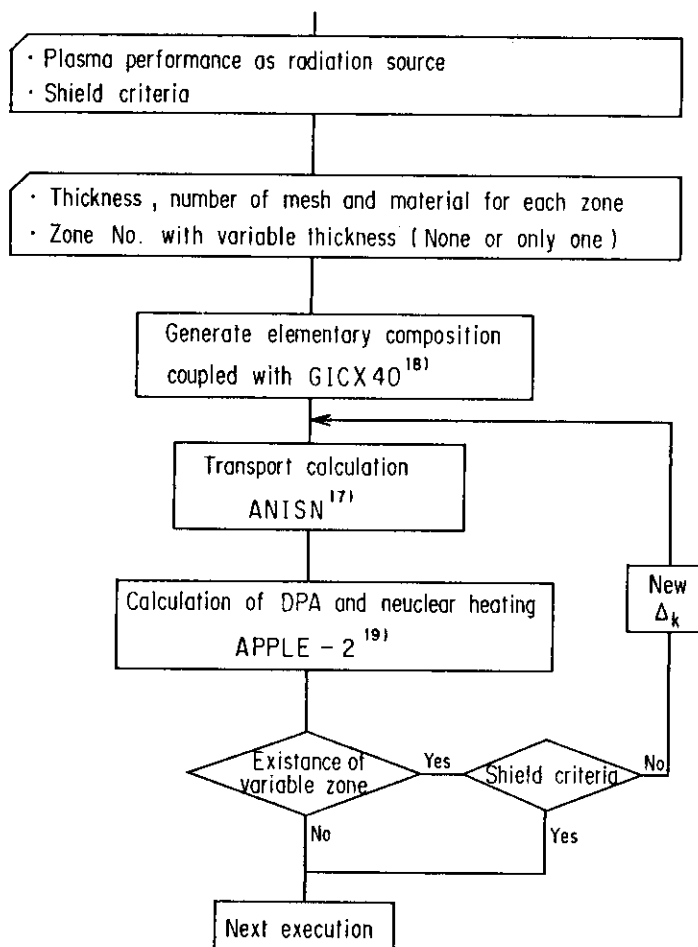 · Plasma performance as radiation source
· Shield criteria
· Thickness , number of mesh and material for each zone
· Zone No. with variable thickness ( None or only one )
Generate elementary composition
coupled with GICX40 18)
Transport calculation
ANISN 17)
Calculation of DPA and neuclear heating
APPLE - 2 19)
New
Δk
Existance of
variable zone
Yes
Shield criteria
No
No
Yes
Next execution